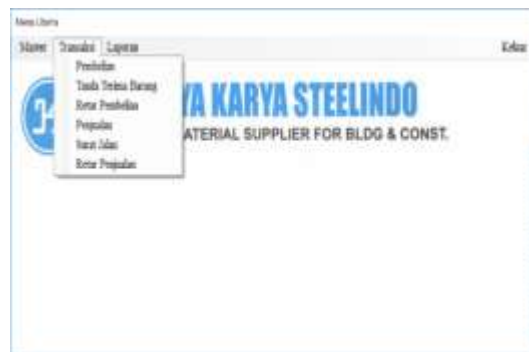 Menu Utama
Master Transaksi Laporan Keluar
Pembelian
Tanda Terima Barang
Retur Pembelian
Penjualan
Surat Jalan
Retur Penjualan
YA KARYA STEELINDO
ATERIAL SUPPLIER FOR BLDG & CONST.